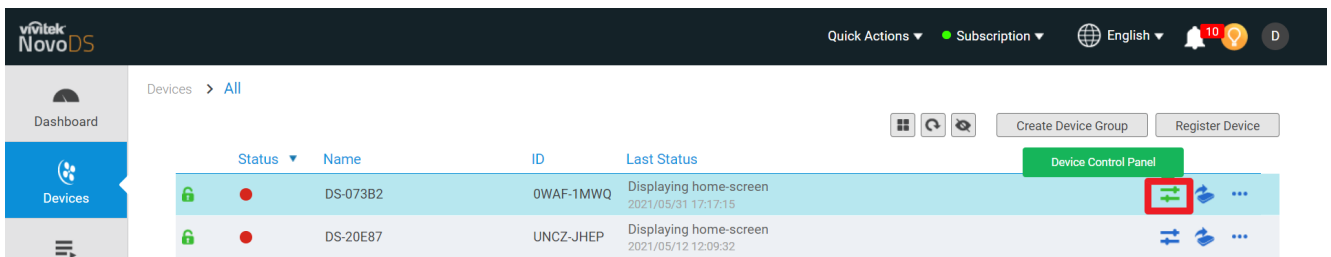 vivitek
NovoDS
Quick Actions ▼ Subscription ▼ English ▼ 10 D
Dashboard
Devices > All
Create Device Group Register Device
Status ▼ Name ID Last Status
Device Control Panel
Devices
DS-073B2 0WAF-1MWQ Displaying home-screen
2021/05/31 17:17:15
DS-20E87 UNCZ-JHEP Displaying home-screen
2021/05/12 12:09:32